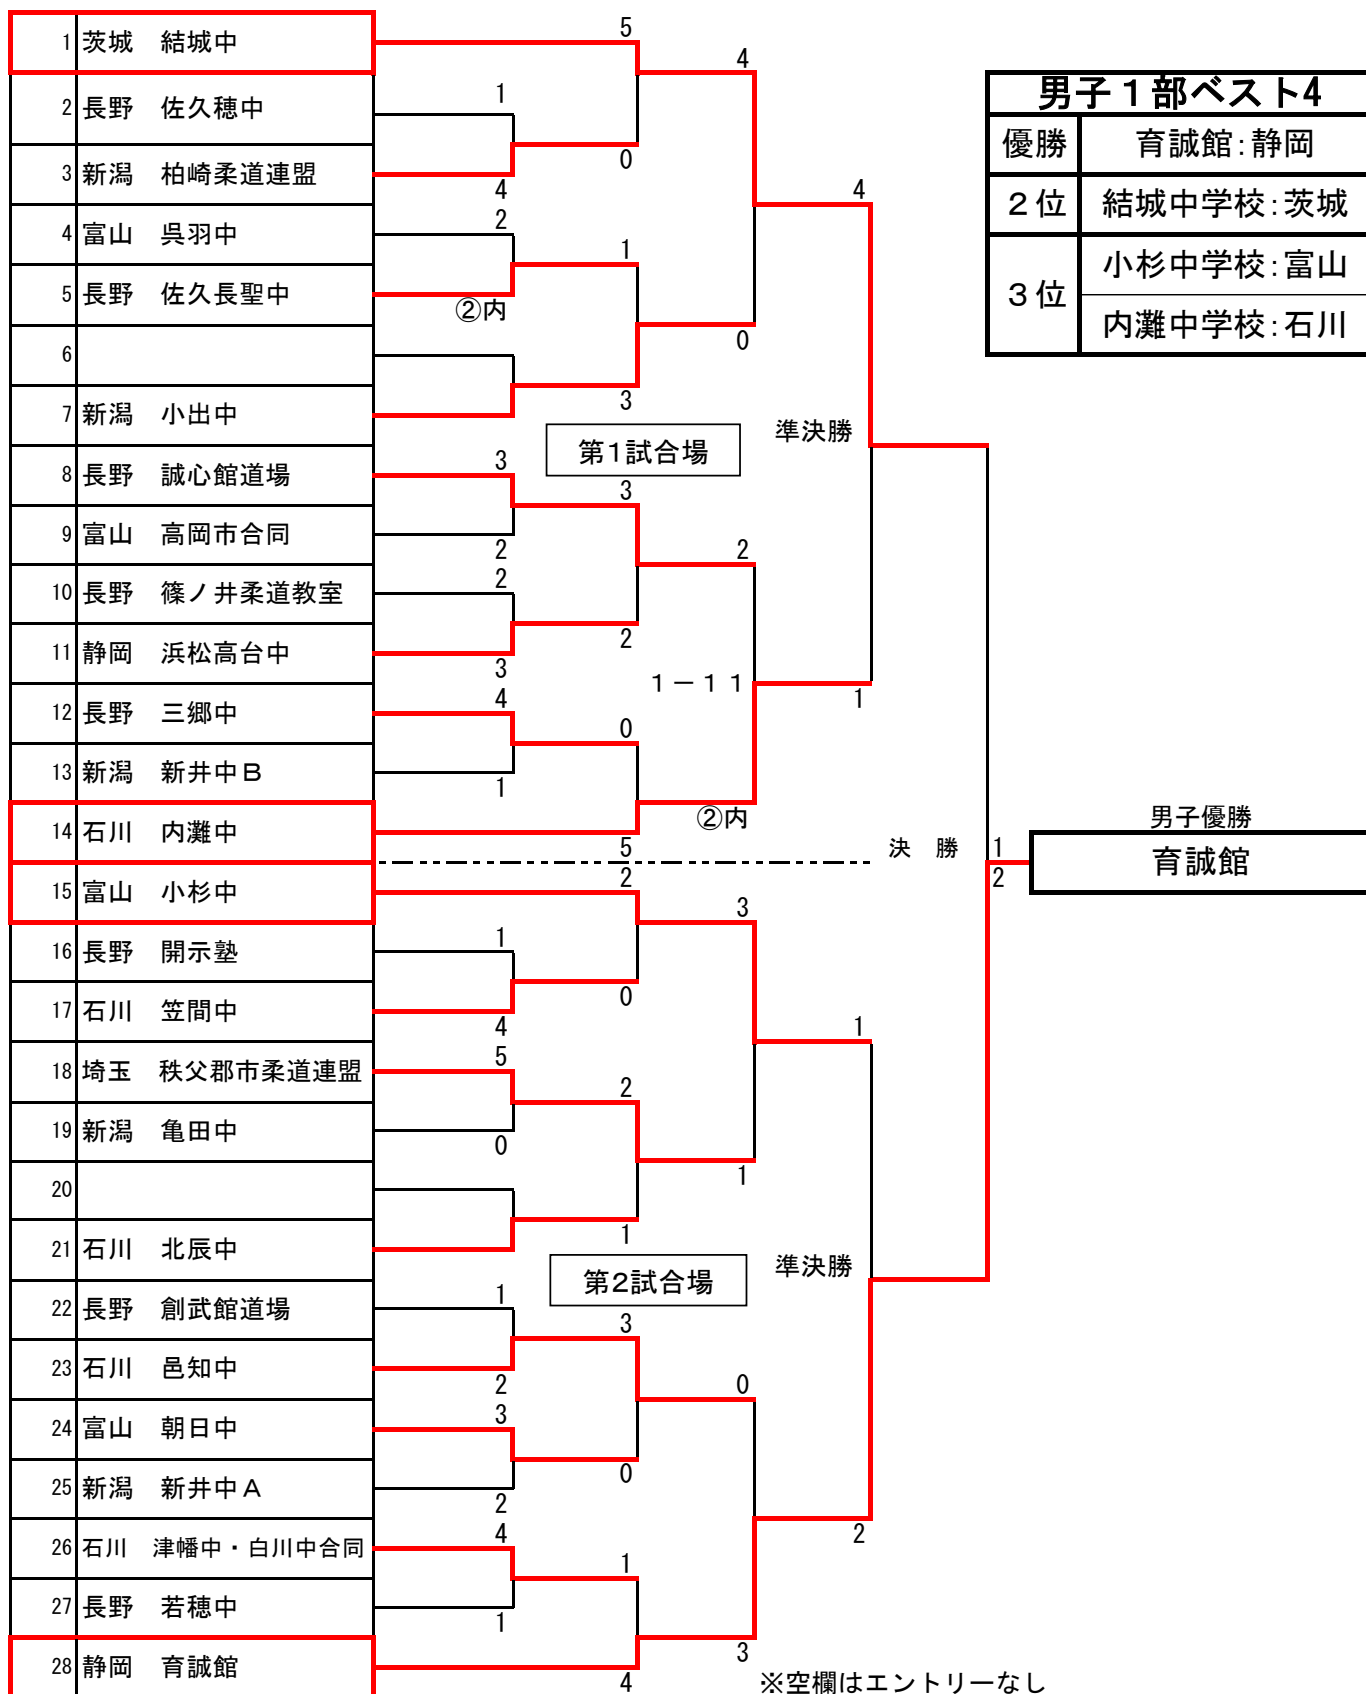 1 茨城 結城中
2 長野 佐久穂中
3 新潟 柏崎柔道連盟
4 富山 呉羽中
5 長野 佐久長聖中
6
7 新潟 小出中
8 長野 誠心館道場
9 富山 高岡市合同
10 長野 篠ノ井柔道教室
11 静岡 浜松高台中
12 長野 三郷中
13 新潟 新井中B
14 石川 内灘中
15 富山 小杉中
16 長野 開示塾
17 石川 笠間中
18 埼玉 秩父郡市柔道連盟
19 新潟 亀田中
20
21 石川 北辰中
22 長野 創武館道場
23 石川 邑知中
24 富山 朝日中
25 新潟 新井中A
26 石川 津幡中・白川中合同
27 長野 若穂中
28 静岡 育誠館
1
4
2
②内
3
2
2
3
4
1
1
4
5
0
1
2
3
2
4
1
5
0
1
3
3
2
0
5
2
0
2
1
3
0
1
4
4
0
2
1-11
②内
3
1
0
3
4
1
1
2
1
2
第1試合場
第2試合場
準決勝
準決勝
決 勝
男子優勝
育誠館
男子1部ベスト4
優勝 育誠館:静岡
2位 結城中学校:茨城
3位 小杉中学校:富山
内灘中学校:石川
※空欄はエントリーなし